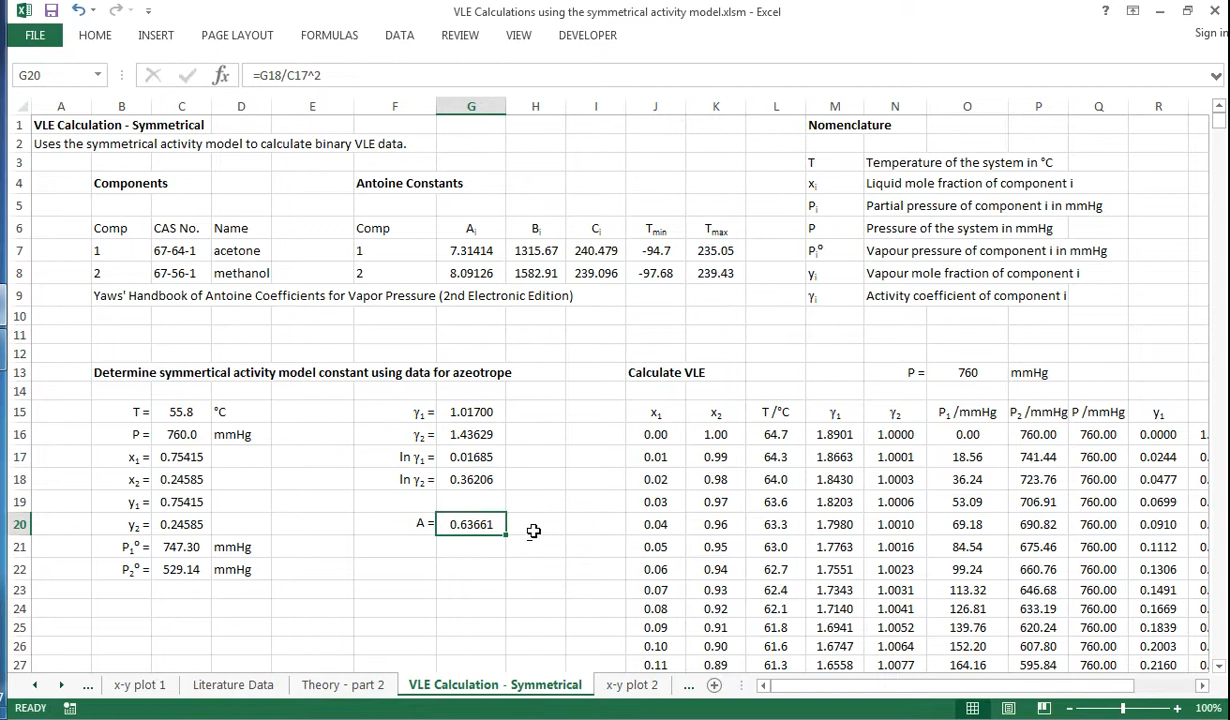 VLE Calculations using the symmetrical activity model.xlsm - Excel
FILE HOME INSERT PAGE LAYOUT FORMULAS DATA REVIEW VIEW DEVELOPER Sign in
G20 fx =G18/C17^2
A B C D E F G H I J K L M N O P Q R
1 VLE Calculation - Symmetrical Nomenclature
2 Uses the symmetrical activity model to calculate binary VLE data.
3 T Temperature of the system in °C
4 Components Antoine Constants xi Liquid mole fraction of component i
5 Pi Partial pressure of component i in mmHg
6 Comp CAS No. Name Comp Ai Bi Ci Tmin Tmax P Pressure of the system in mmHg
7 1 67-64-1 acetone 1 7.31414 1315.67 240.479 -94.7 235.05 Pi° Vapour pressure of component i in mmHg
8 2 67-56-1 methanol 2 8.09126 1582.91 239.096 -97.68 239.43 yi Vapour mole fraction of component i
9 Yaws' Handbook of Antoine Coefficients for Vapor Pressure (2nd Electronic Edition) γi Activity coefficient of component i
10
11
12
13 Determine symmertical activity model constant using data for azeotrope Calculate VLE P = 760 mmHg
14
15 T = 55.8 °C γ1 = 1.01700 x1 x2 T /°C γ1 γ2 P1 /mmHg P2 /mmHg P /mmHg y1
16 P = 760.0 mmHg γ2 = 1.43629 0.00 1.00 64.7 1.8901 1.0000 0.00 760.00 760.00 0.0000 1.
17 x1 = 0.75415 ln γ1 = 0.01685 0.01 0.99 64.3 1.8663 1.0001 18.56 741.44 760.00 0.0244 0.
18 x2 = 0.24585 ln γ2 = 0.36206 0.02 0.98 64.0 1.8430 1.0003 36.24 723.76 760.00 0.0477 0.
19 y1 = 0.75415 0.03 0.97 63.6 1.8203 1.0006 53.09 706.91 760.00 0.0699 0.
20 y2 = 0.24585 A = 0.63661 0.04 0.96 63.3 1.7980 1.0010 69.18 690.82 760.00 0.0910 0.
21 P1° = 747.30 mmHg 0.05 0.95 63.0 1.7763 1.0016 84.54 675.46 760.00 0.1112 0.
22 P2° = 529.14 mmHg 0.06 0.94 62.7 1.7551 1.0023 99.24 660.76 760.00 0.1306 0.
23 0.07 0.93 62.4 1.7343 1.0031 113.32 646.68 760.00 0.1491 0.
24 0.08 0.92 62.1 1.7140 1.0041 126.81 633.19 760.00 0.1669 0.
25 0.09 0.91 61.8 1.6941 1.0052 139.76 620.24 760.00 0.1839 0.
26 0.10 0.90 61.6 1.6747 1.0064 152.20 607.80 760.00 0.2003 0.
27 0.11 0.89 61.3 1.6558 1.0077 164.16 595.84 760.00 0.2160 0.
... x-y plot 1 Literature Data Theory - part 2 VLE Calculation - Symmetrical x-y plot 2 ...
READY 100%